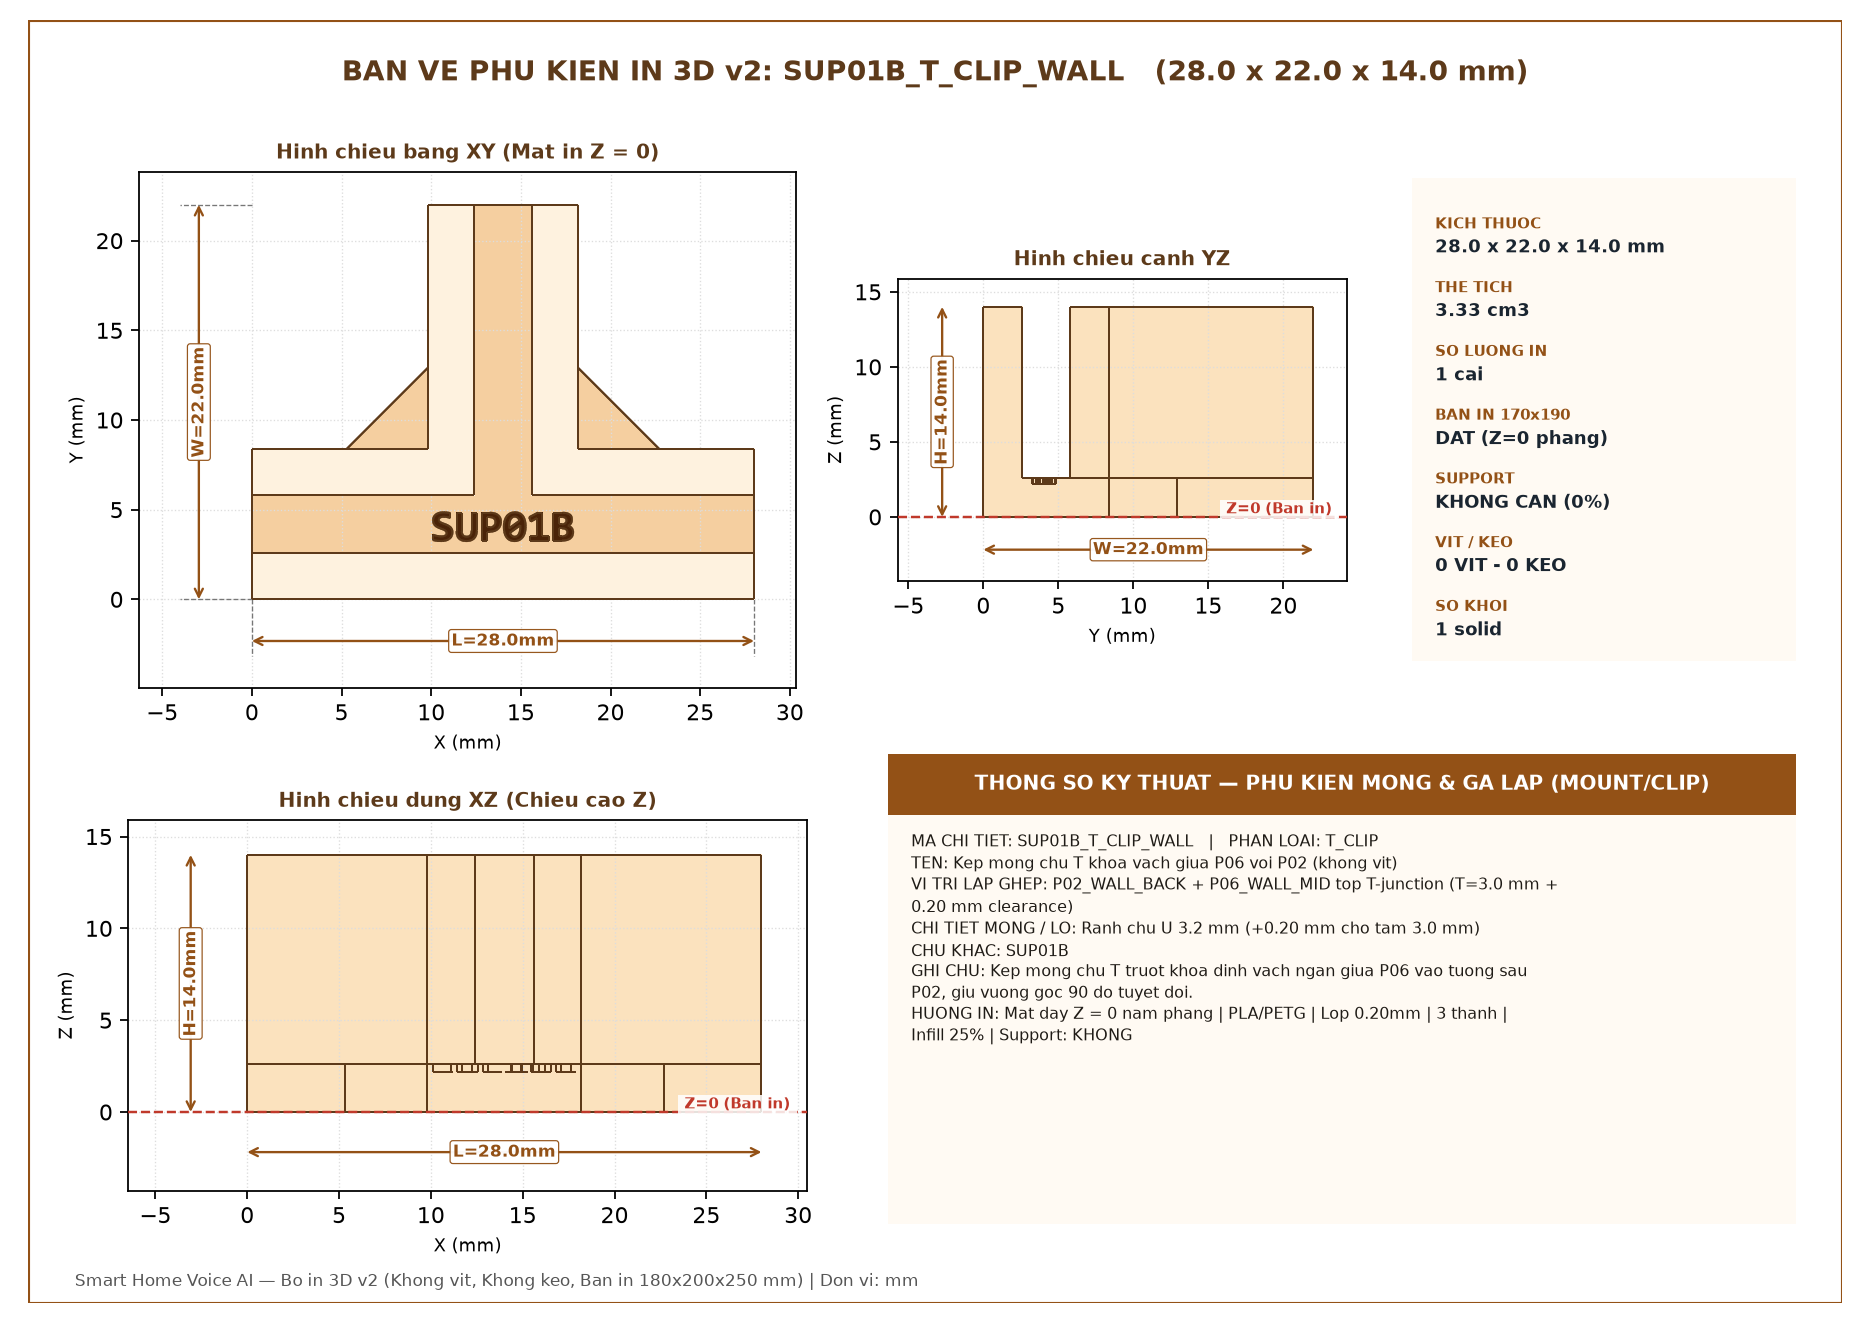 BAN VE PHU KIEN IN 3D v2: SUP01B_T_CLIP_WALL   (28.0 x 22.0 x 14.0 mm)
Hinh chieu bang XY (Mat in Z = 0)
20
15
10
5
0
Y (mm)
W=22.0mm
SUP01B
L=28.0mm
−5 0 5 10 15 20 25 30
X (mm)
Hinh chieu canh YZ
15
10
5
0
Z (mm)
H=14.0mm
Z=0 (Ban in)
W=22.0mm
−5 0 5 10 15 20
Y (mm)
KICH THUOC
28.0 x 22.0 x 14.0 mm
THE TICH
3.33 cm3
SO LUONG IN
1 cai
BAN IN 170x190
DAT (Z=0 phang)
SUPPORT
KHONG CAN (0%)
VIT / KEO
0 VIT - 0 KEO
SO KHOI
1 solid
Hinh chieu dung XZ (Chieu cao Z)
15
10
5
0
Z (mm)
H=14.0mm
Z=0 (Ban in)
L=28.0mm
−5 0 5 10 15 20 25 30
X (mm)
THONG SO KY THUAT — PHU KIEN MONG & GA LAP (MOUNT/CLIP)
MA CHI TIET: SUP01B_T_CLIP_WALL   |   PHAN LOAI: T_CLIP
TEN: Kep mong chu T khoa vach giua P06 voi P02 (khong vit)
VI TRI LAP GHEP: P02_WALL_BACK + P06_WALL_MID top T-junction (T=3.0 mm +
0.20 mm clearance)
CHI TIET MONG / LO: Ranh chu U 3.2 mm (+0.20 mm cho tam 3.0 mm)
CHU KHAC: SUP01B
GHI CHU: Kep mong chu T truot khoa dinh vach ngan giua P06 vao tuong sau
P02, giu vuong goc 90 do tuyet doi.
HUONG IN: Mat day Z = 0 nam phang | PLA/PETG | Lop 0.20mm | 3 thanh |
Infill 25% | Support: KHONG
Smart Home Voice AI — Bo in 3D v2 (Khong vit, Khong keo, Ban in 180x200x250 mm) | Don vi: mm